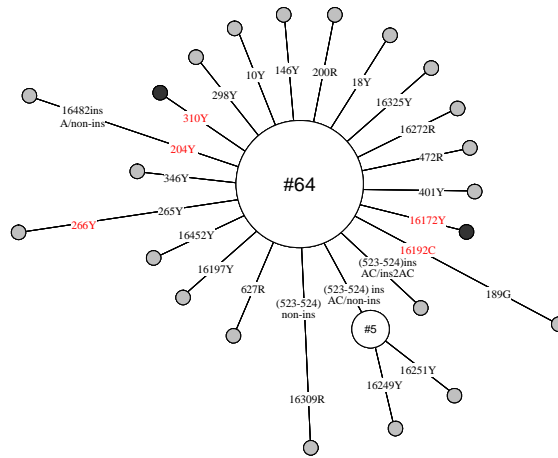 146Y
200R
10Y
18Y
298Y
16325Y
16482ins
A/non-ins
310Y
16272R
204Y
472R
346Y
#64
401Y
265Y
266Y
16172Y
16452Y
16192C
16197Y
(523-524)ins
AC/ins2AC
627R
(523-524)
non-ins
(523-524) ins
AC/non-ins
189G
#5
16251Y
16249Y
16309R